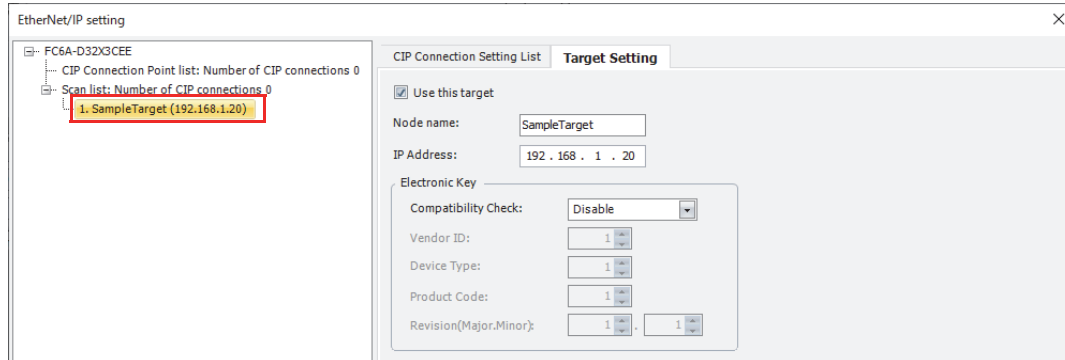 EtherNet/IP setting
FC6A-D32X3CEE
CIP Connection Point list: Number of CIP connections 0
Scan list: Number of CIP connections 0
1. SampleTarget (192.168.1.20)
CIP Connection Setting List
Target Setting
Use this target
Node name: SampleTarget
IP Address: 192 . 168 . 1 . 20
Electronic Key
Compatibility Check: Disable
Vendor ID: 1
Device Type: 1
Product Code: 1
Revision(Major.Minor): 1 . 1